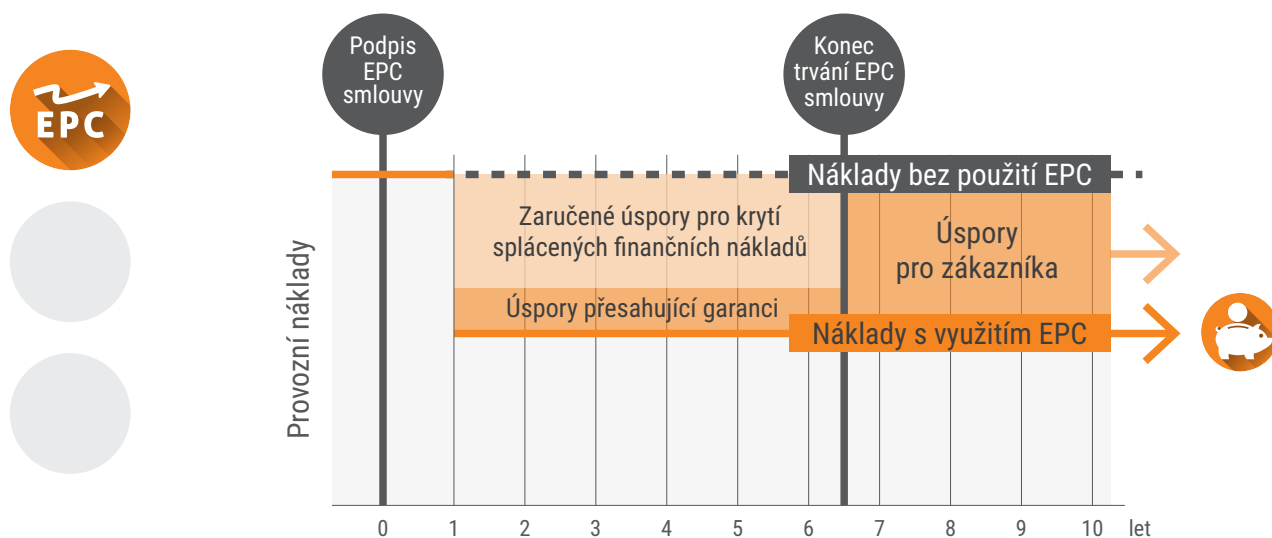 EPC
Podpis
EPC
smlouvy
Konec
trvání EPC
smlouvy
Náklady bez použití EPC
Zaručené úspory pro krytí
splácených finančních nákladů
Úspory
pro zákazníka
Úspory přesahující garanci
Náklady s využitím EPC
Provozní náklady
0 1 2 3 4 5 6 7 8 9 10 let